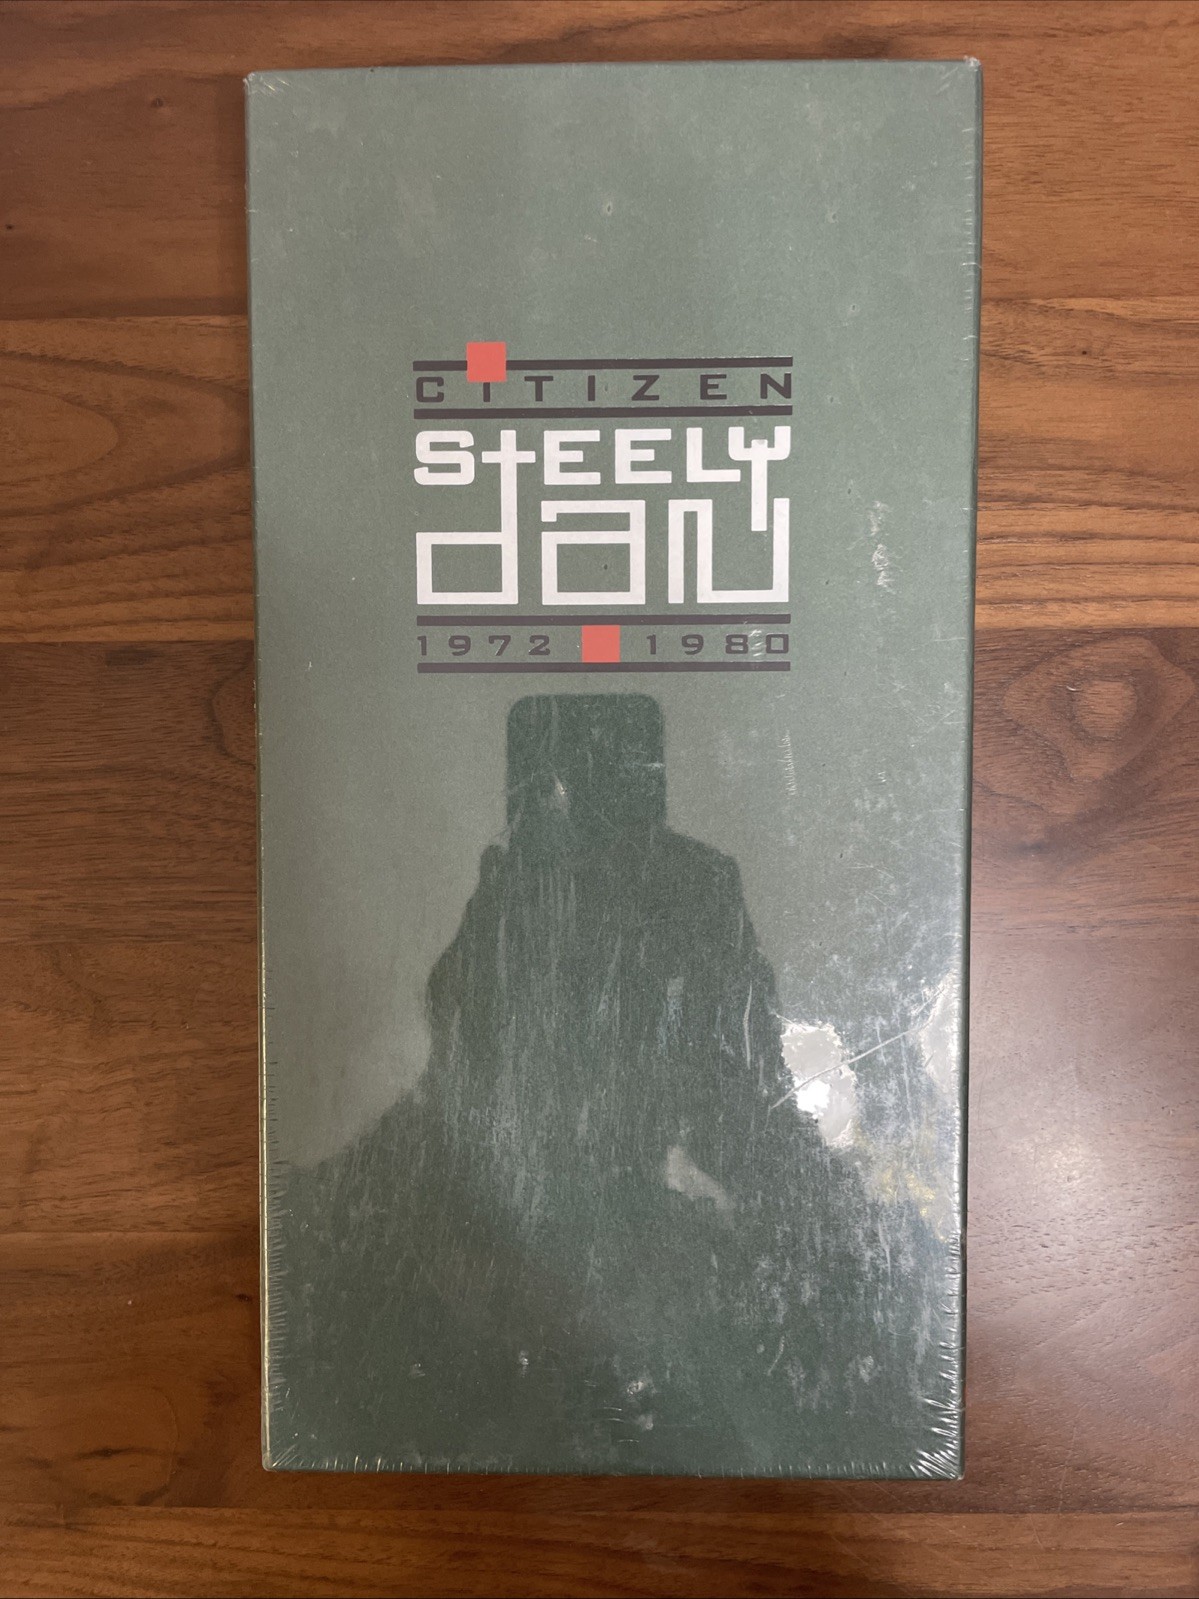 CiTIZEN
StEELY
daN
1972 1980